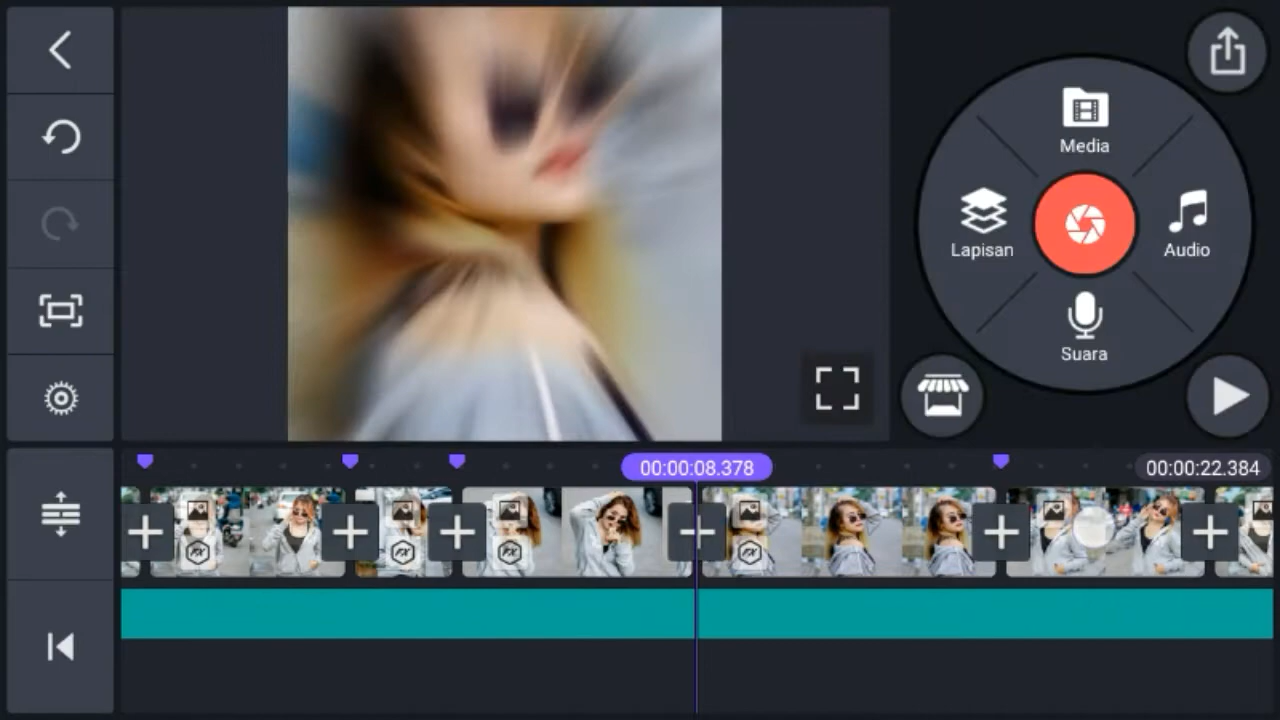 Media
Lapisan
Audio
Suara
00:00:08.378
00:00:22.384